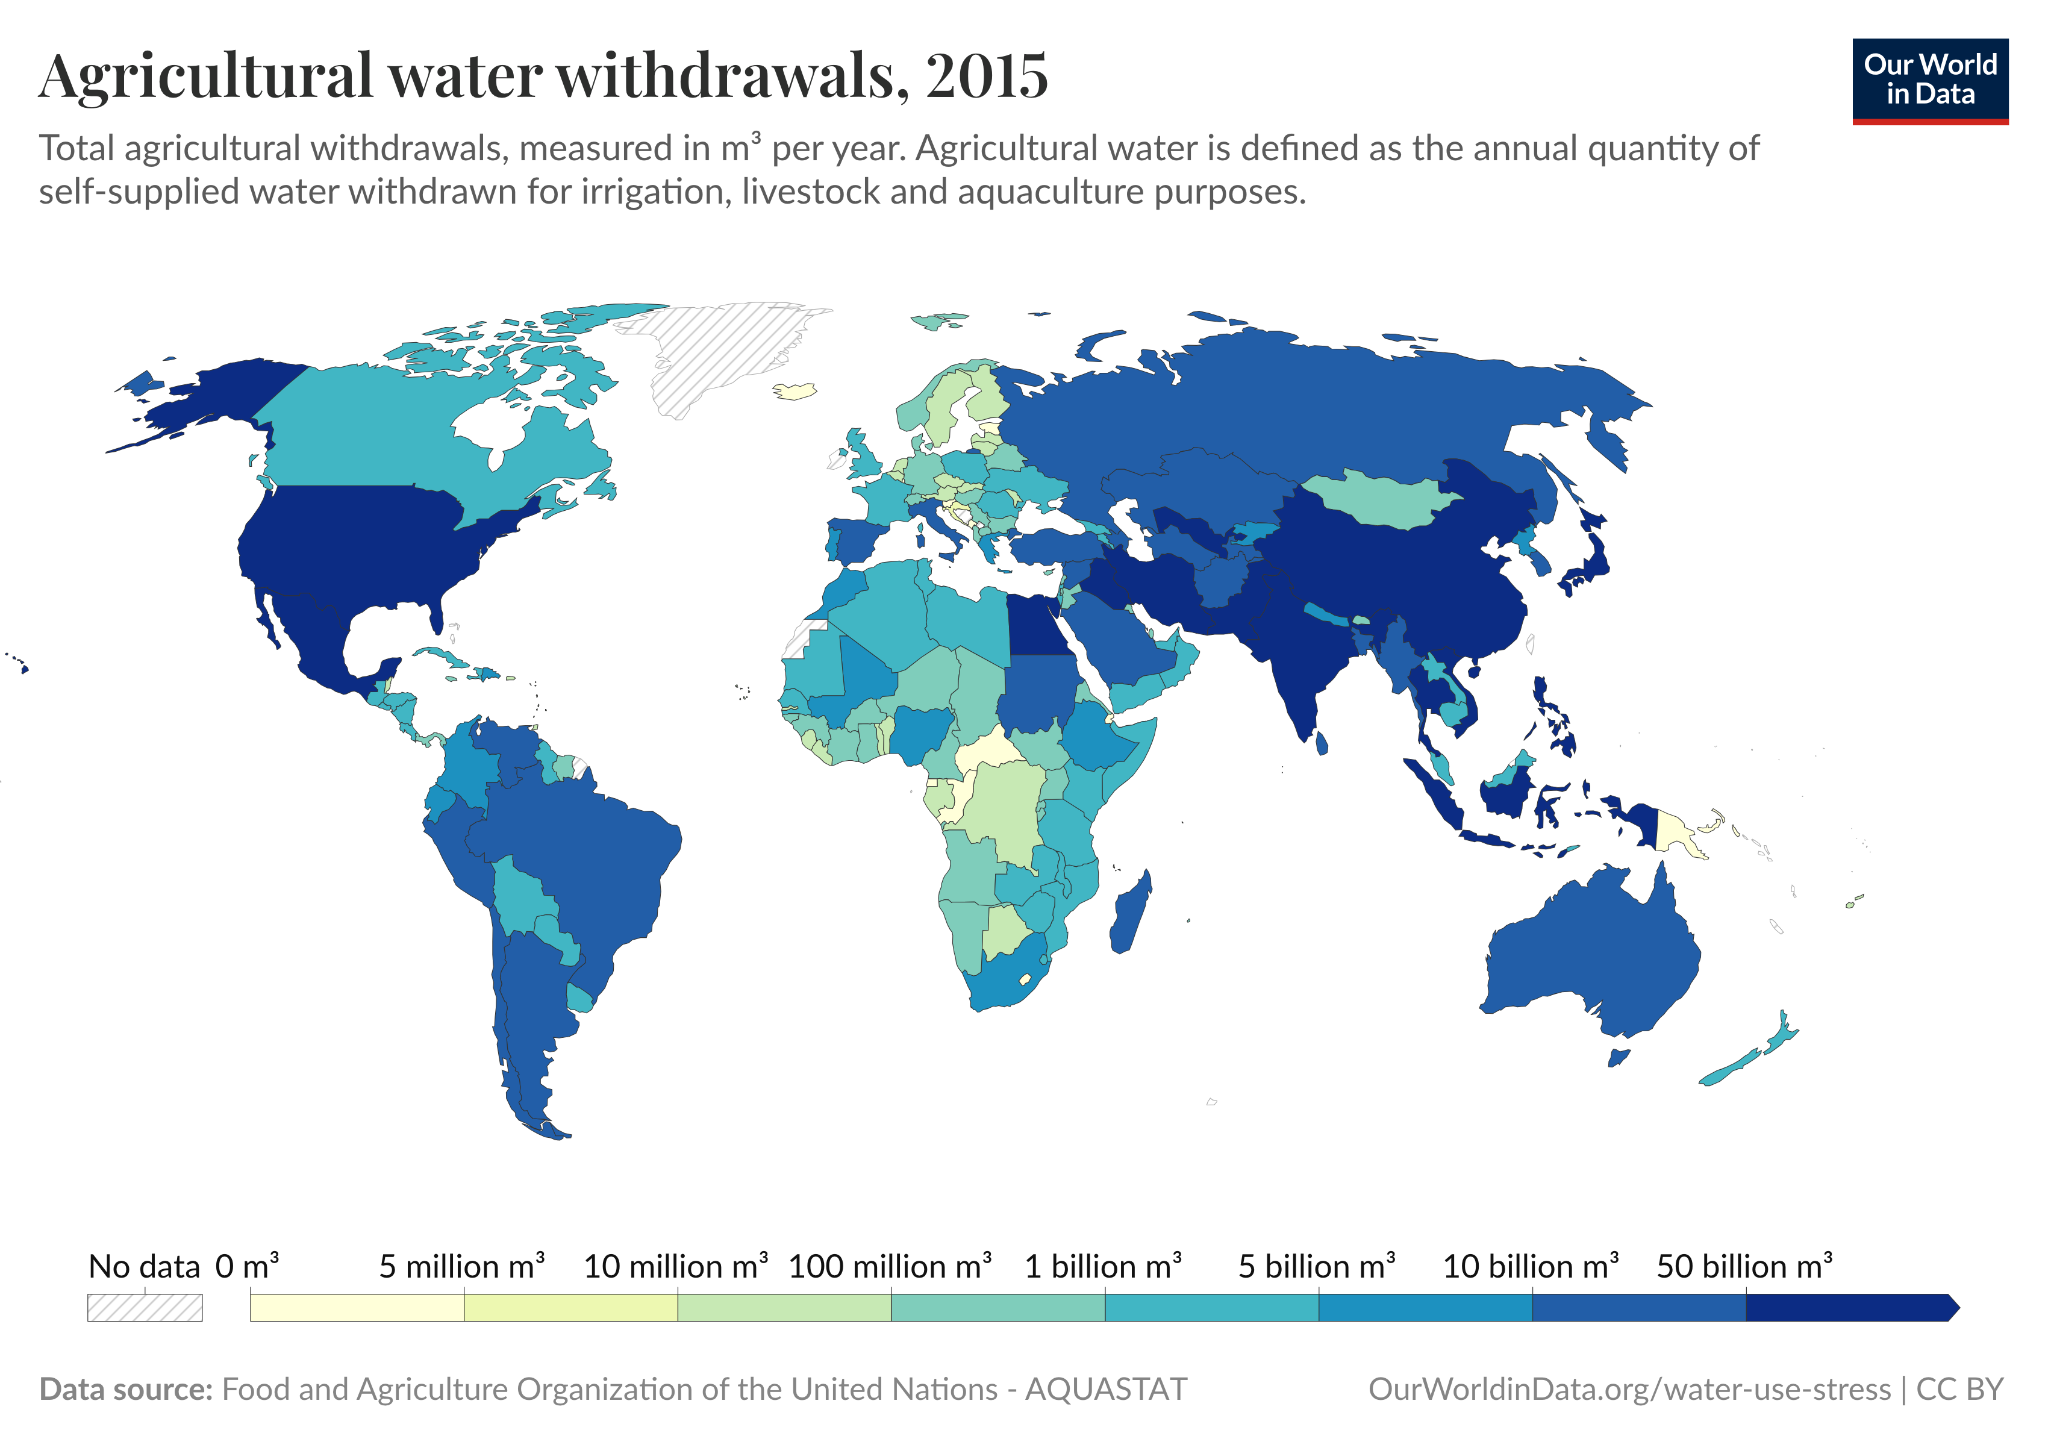 Agricultural water withdrawals, 2015
Our World
in Data
Total agricultural withdrawals, measured in m³ per year. Agricultural water is defined as the annual quantity of
self-supplied water withdrawn for irrigation, livestock and aquaculture purposes.
No data 0 m³ 5 million m³ 10 million m³ 100 million m³ 1 billion m³ 5 billion m³ 10 billion m³ 50 billion m³
Data source: Food and Agriculture Organization of the United Nations - AQUASTAT
OurWorldinData.org/water-use-stress | CC BY